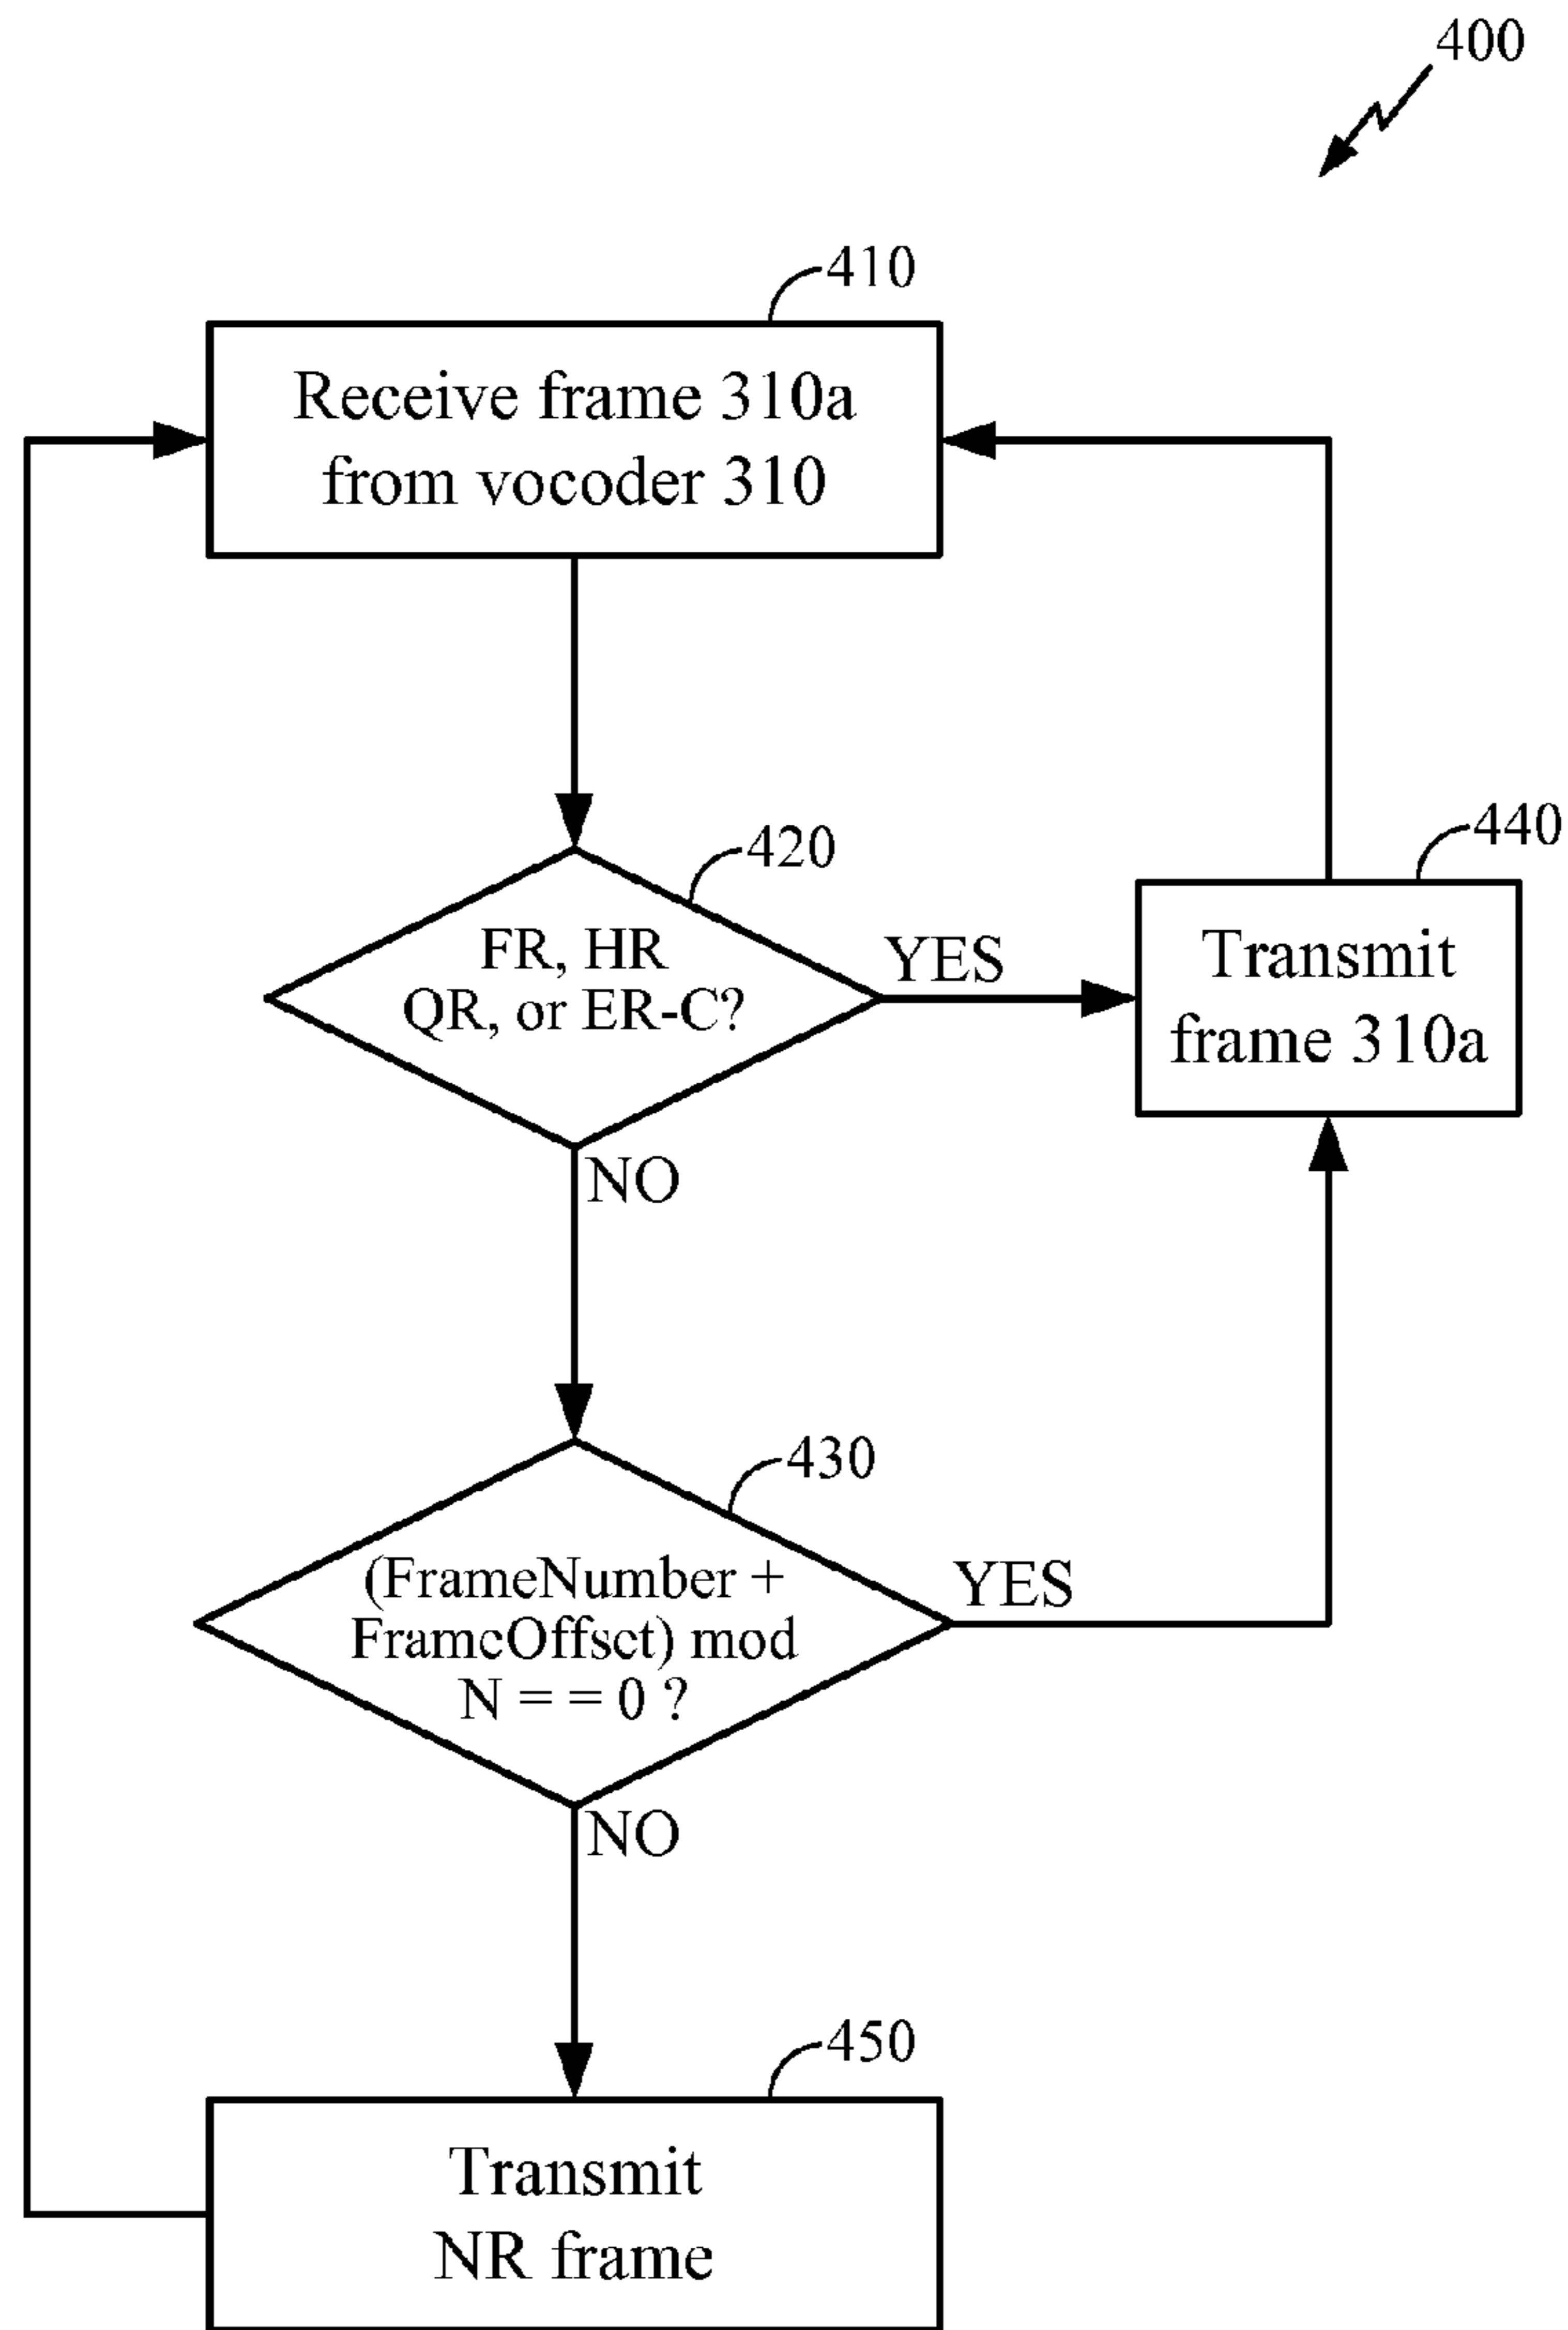 400
410
Receive frame 310a
from vocoder 310
420
FR, HR
QR, or ER-C?
YES
440
Transmit
frame 310a
NO
430
(FrameNumber +
FrameOffset) mod
N = = 0 ?
YES
NO
450
Transmit
NR frame